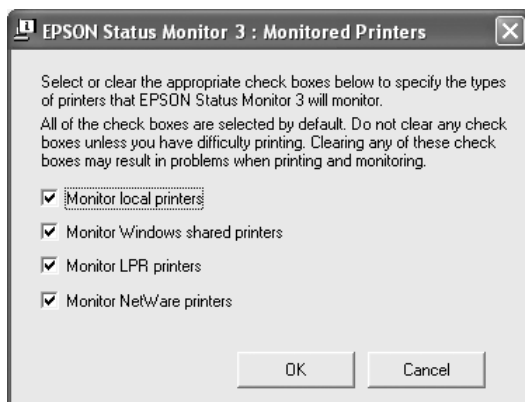 EPSON Status Monitor 3 : Monitored Printers
Select or clear the appropriate check boxes below to specify the types
of printers that EPSON Status Monitor 3 will monitor.
All of the check boxes are selected by default. Do not clear any check
boxes unless you have difficulty printing. Clearing any of these check
boxes may result in problems when printing and monitoring.
Monitor local printers
Monitor Windows shared printers
Monitor LPR printers
Monitor NetWare printers
OK
Cancel